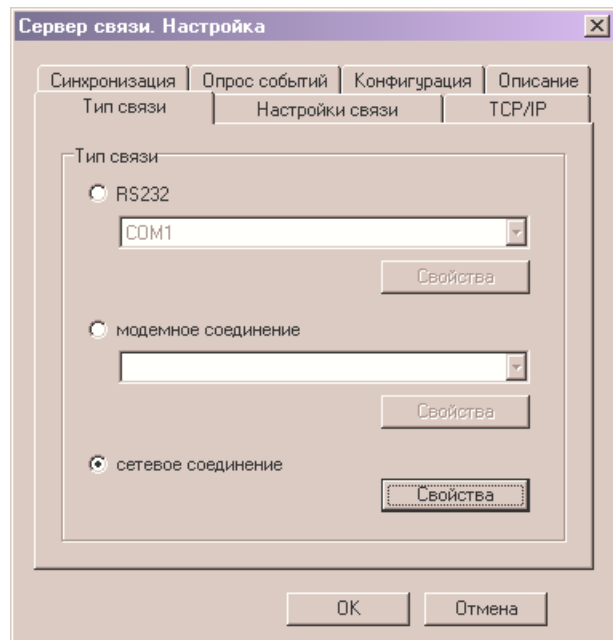 Сервер связи. Настройка
Синхронизация Опрос событий Конфигурация Описание
Тип связи Настройки связи TCP/IP
Тип связи
RS232
COM1
Свойства
модемное соединение
Свойства
сетевое соединение
Свойства
OK Отмена